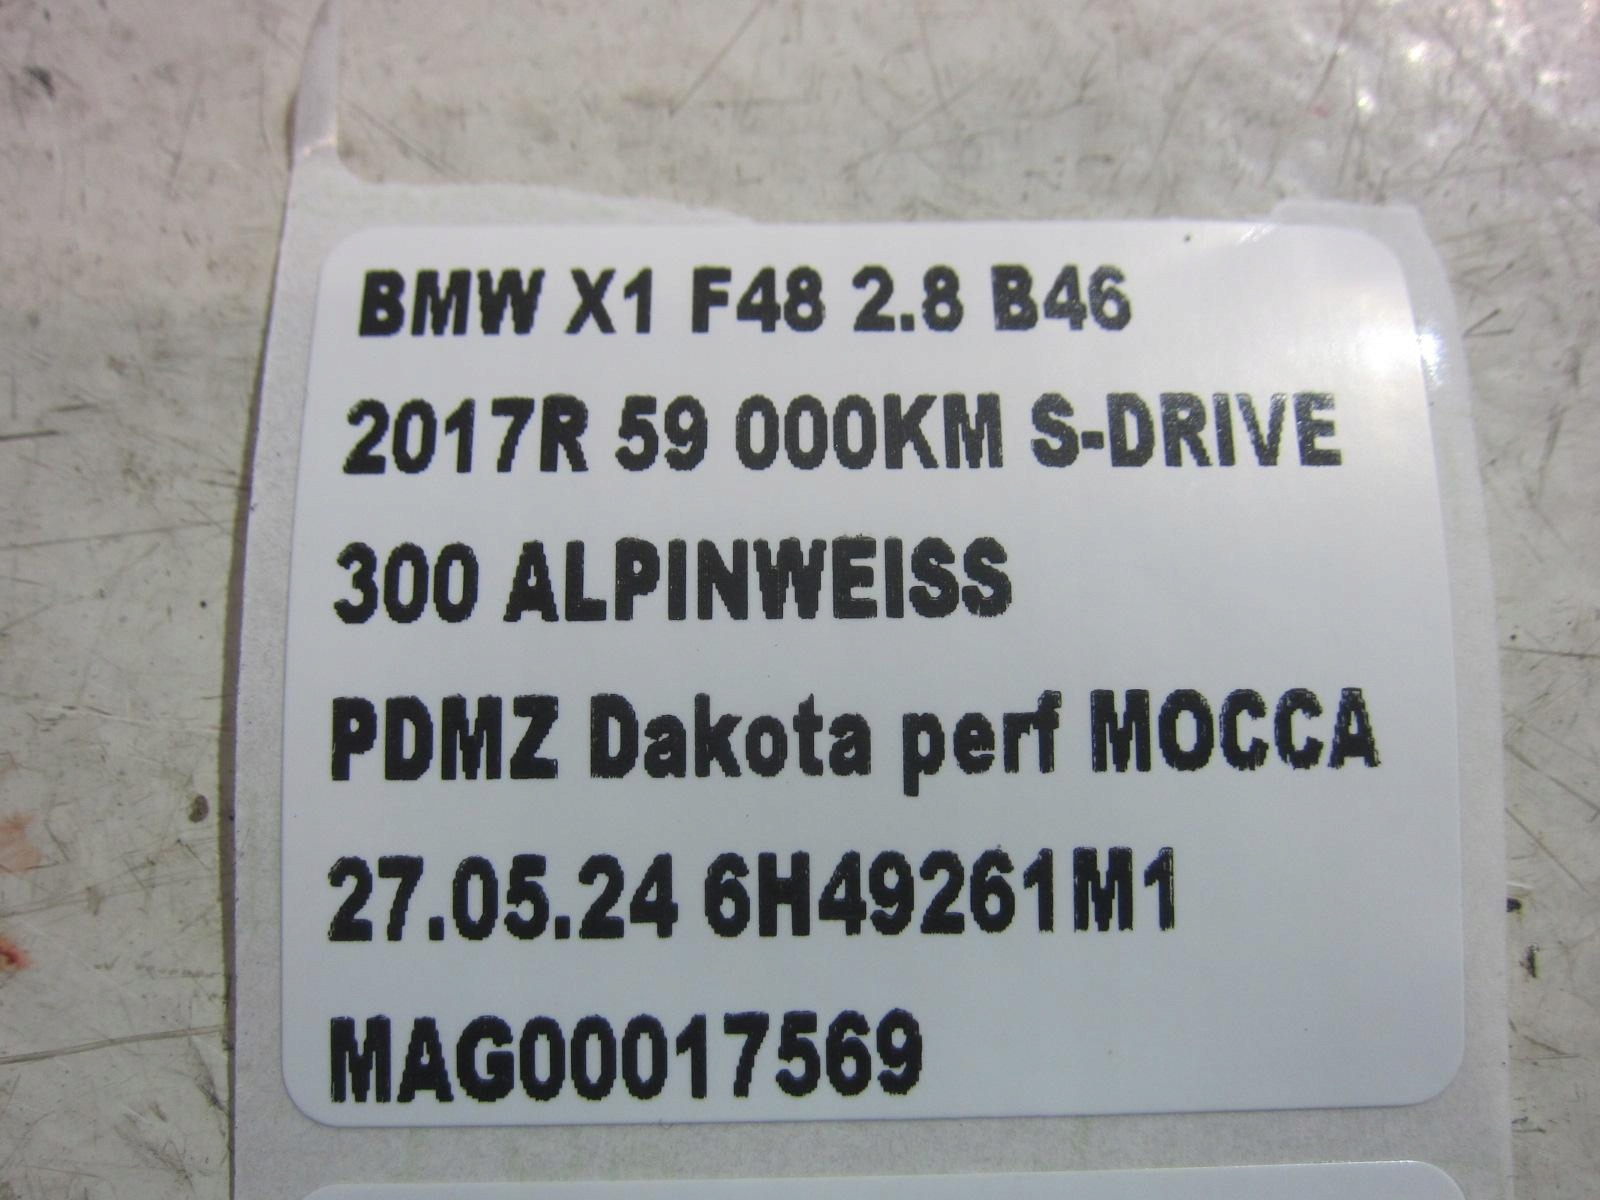 BMW X1 F48 2.8 B46
2017R 59 000KM S-DRIVE
300 ALPINWEISS
PDMZ Dakota perf MOCCA
27.05.24 6H49261M1
MAG00017569